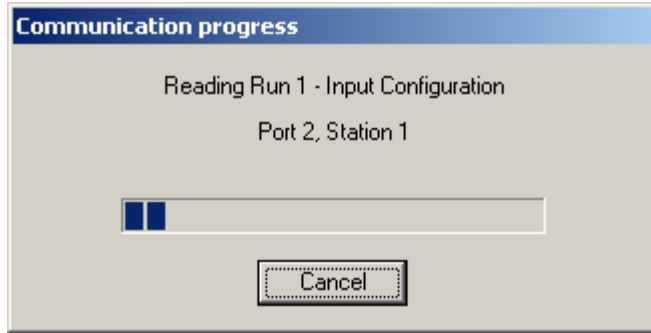 Communication progress
Reading Run 1 - Input Configuration
Port 2, Station 1
Cancel